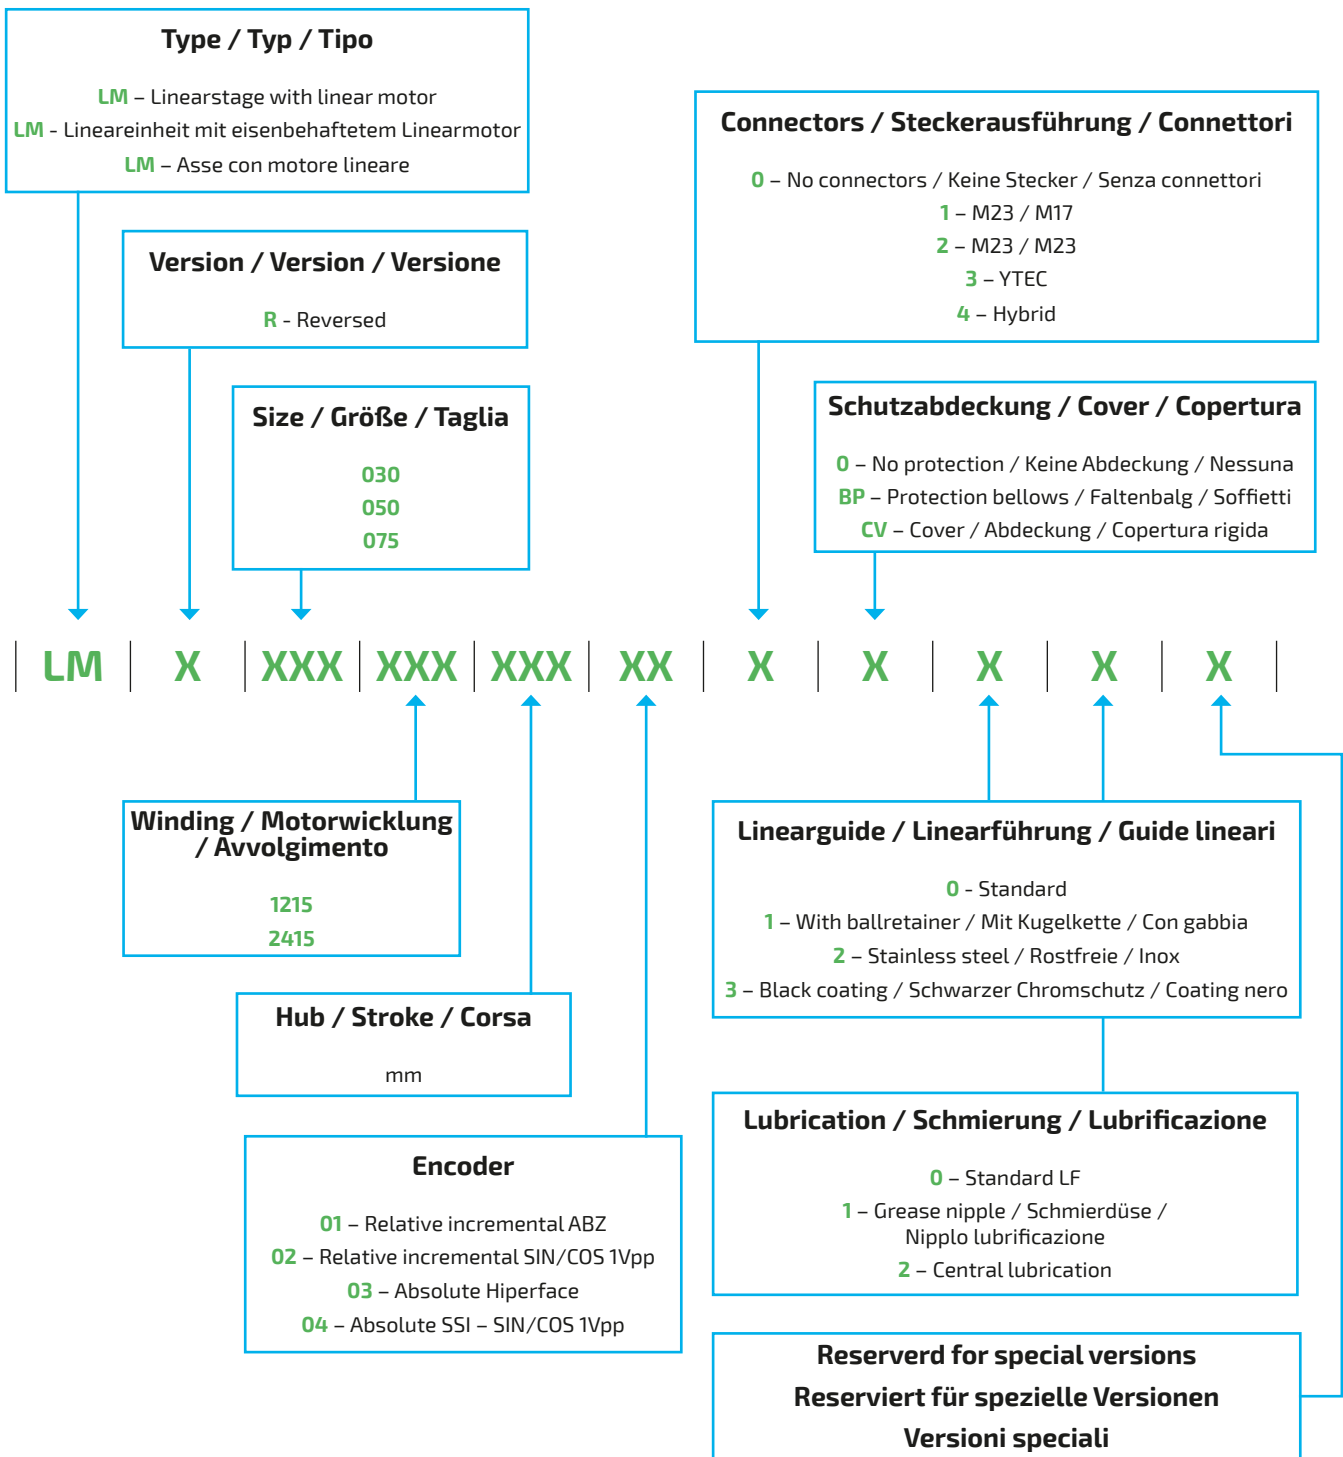 Type / Typ / Tipo
LM – Linearstage with linear motor
LM - Lineareinheit mit eisenbehaftetem Linearmotor
LM – Asse con motore lineare
Version / Version / Versione
R - Reversed
Size / Größe / Taglia
030
050
075
Connectors / Steckerausführung / Connettori
0 – No connectors / Keine Stecker / Senza connettori
1 – M23 / M17
2 – M23 / M23
3 – YTEC
4 – Hybrid
Schutzabdeckung / Cover / Copertura
0 – No protection / Keine Abdeckung / Nessuna
BP – Protection bellows / Faltenbalg / Soffietti
CV – Cover / Abdeckung / Copertura rigida
LM X XXX XXX XXX XX X X X X X
Winding / Motorwicklung
/ Avvolgimento
1215
2415
Hub / Stroke / Corsa
mm
Encoder
01 – Relative incremental ABZ
02 – Relative incremental SIN/COS 1Vpp
03 – Absolute Hiperface
04 – Absolute SSI – SIN/COS 1Vpp
Linearguide / Linearführung / Guide lineari
0 - Standard
1 – With ballretainer / Mit Kugelkette / Con gabbia
2 – Stainless steel / Rostfreie / Inox
3 – Black coating / Schwarzer Chromschutz / Coating nero
Lubrication / Schmierung / Lubrificazione
0 – Standard LF
1 – Grease nipple / Schmierdüse /
Nipplo lubrificazione
2 – Central lubrication
Reserverd for special versions
Reserviert für spezielle Versionen
Versioni speciali